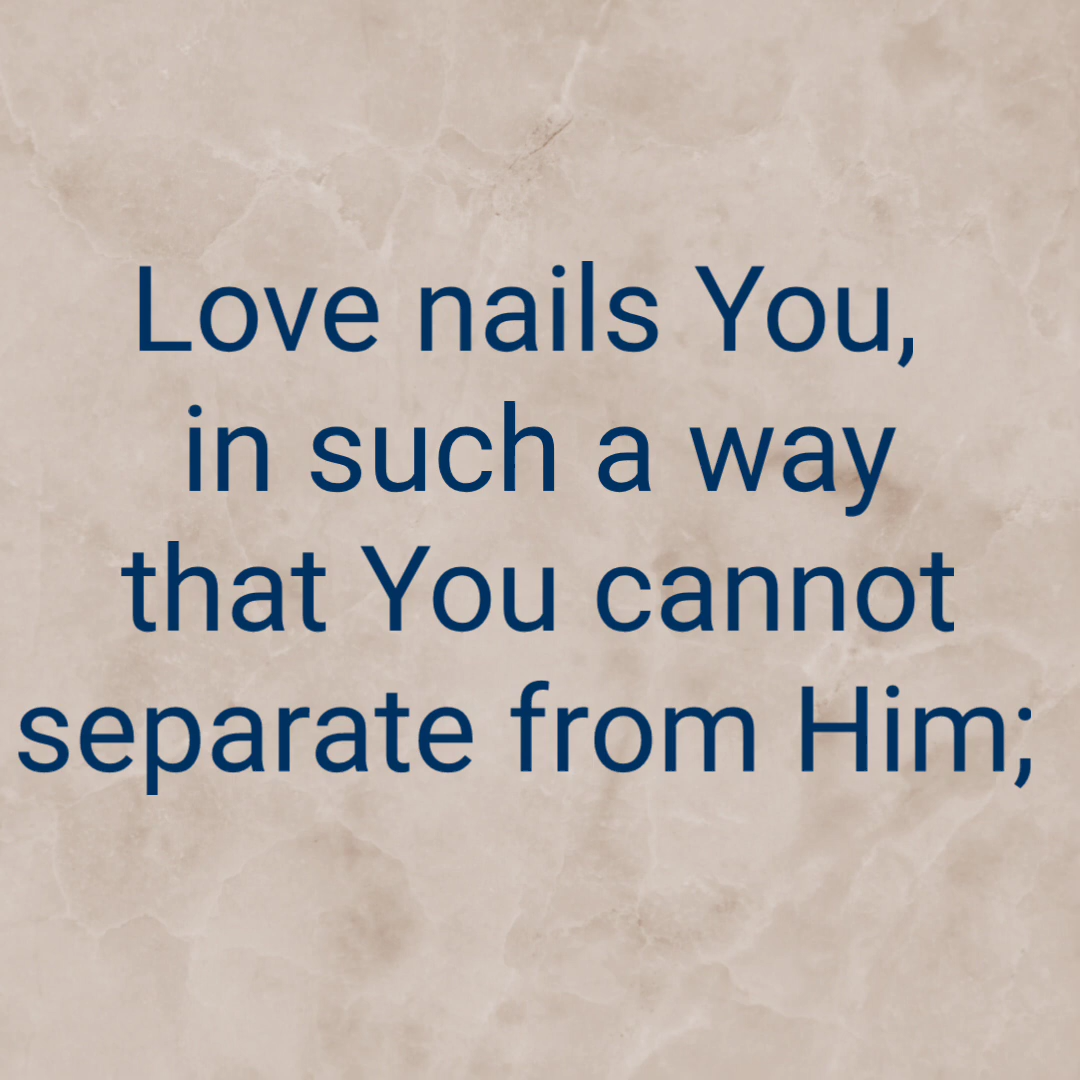 Love nails You,
in such a way
that You cannot
separate from Him;